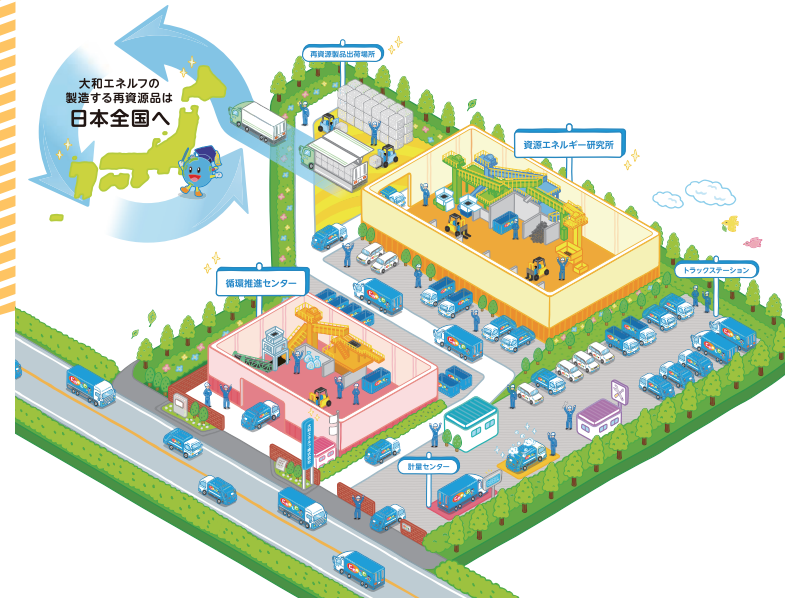 大和エネルフの
製造する再資源品は
日本全国へ
再資源製品出荷場所
資源エネルギー研究所
循環推進センター
トラックステーション
計量センター